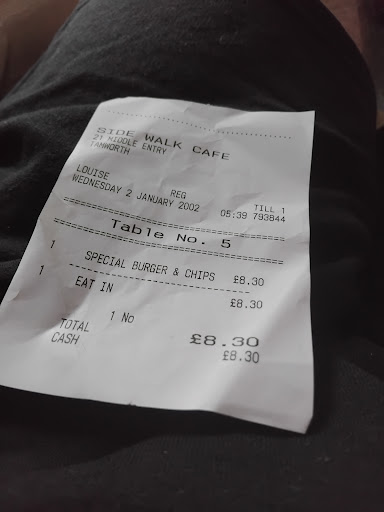 SIDE WALK CAFE
21 MIDDLE ENTRY
TAMWORTH
LOUISE REG TILL 1
WEDNESDAY 2 JANUARY 2002 05:39 793844
Table No. 5
1 SPECIAL BURGER & CHIPS £8.30
1 EAT IN £8.30
1 No
TOTAL £8.30
CASH £8.30